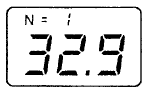 N = 1
32.9